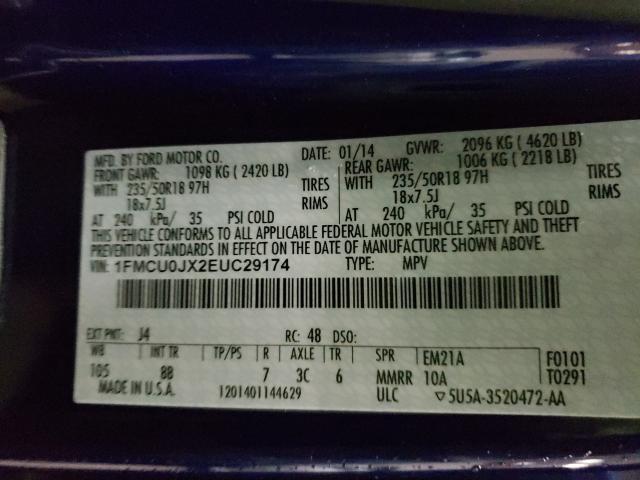 MFD. BY FORD MOTOR CO. DATE: 01/14 GVWR: 2096 KG ( 4620 LB)
FRONT GAWR: 1098 KG ( 2420 LB) REAR GAWR: 1006 KG ( 2218 LB)
WITH 235/50R18 97H TIRES WITH 235/50R18 97H TIRES
18x7.5J RIMS 18x7.5J RIMS
AT 240 kPa/ 35 PSI COLD AT 240 kPa/ 35 PSI COLD
THIS VEHICLE CONFORMS TO ALL APPLICABLE FEDERAL MOTOR VEHICLE SAFETY AND THEFT
PREVENTION STANDARDS IN EFFECT ON THE DATE OF MANUFACTURE SHOWN ABOVE.
VIN: 1FMCU0JX2EUC29174 TYPE: MPV
EXT PNT: J4 RC: 48 DSO:
WB INT TR TP/PS R AXLE TR SPR EM21A F0101
105 8B 7 3C 6 MMRR 10A T0291
MADE IN U.S.A. 1201401144629 ULC ▽5U5A-3520472-AA